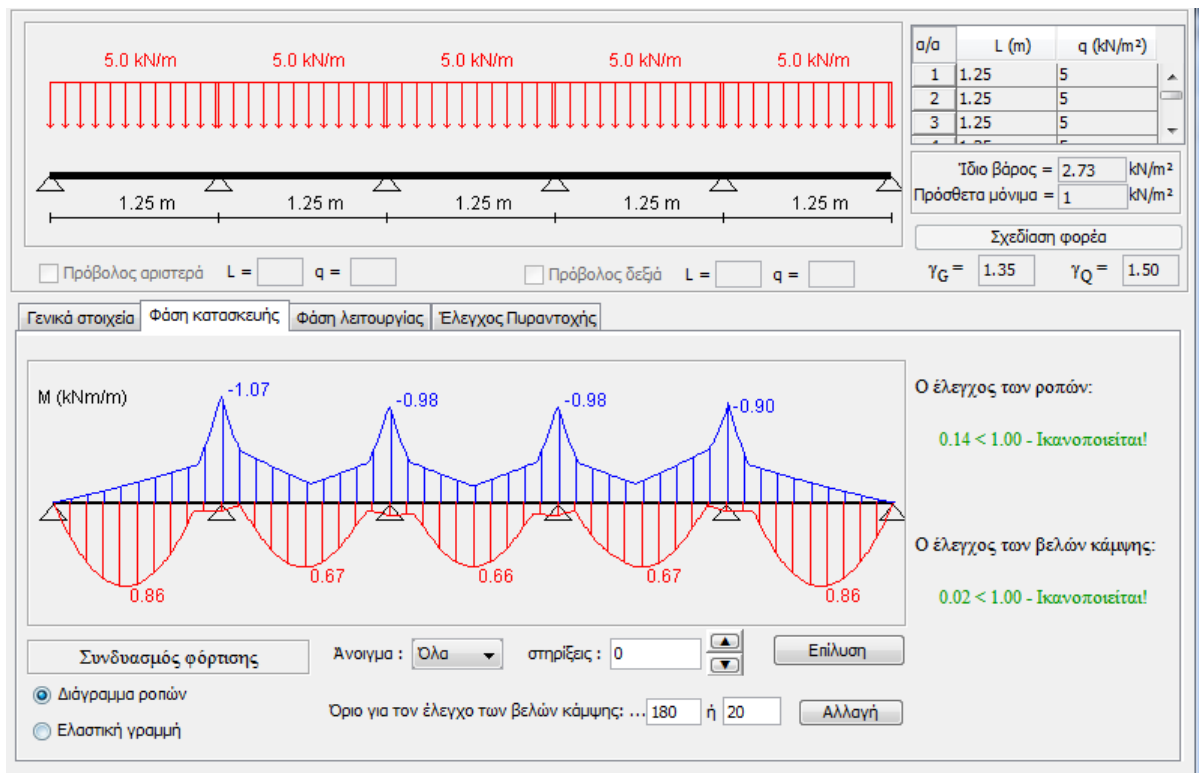 5.0 kN/m 5.0 kN/m 5.0 kN/m 5.0 kN/m 5.0 kN/m
1.25 m 1.25 m 1.25 m 1.25 m 1.25 m
Πρόβολος αριστερά L = q = Πρόβολος δεξιά L = q =
α/α L (m) q (kN/m²)
1 1.25 5
2 1.25 5
3 1.25 5
Ίδιο βάρος = 2.73 kN/m²
Πρόσθετα μόνιμα = 1 kN/m²
Σχεδίαση φορέα
γG = 1.35 γQ = 1.50
Γενικά στοιχεία Φάση κατασκευής Φάση λειτουργίας Έλεγχος Πυραντοχής
M (kNm/m)
-1.07 -0.98 -0.98 -0.90
0.86 0.67 0.66 0.67 0.86
Ο έλεγχος των ροπών:
0.14 < 1.00 - Ικανοποιείται!
Ο έλεγχος των βελών κάμψης:
0.02 < 1.00 - Ικανοποιείται!
Συνδυασμός φόρτισης Άνοιγμα : Όλα στηρίξεις : 0 Επίλυση
Διάγραμμα ροπών
Ελαστική γραμμή
Όριο για τον έλεγχο των βελών κάμψης: ... 180 ή 20 Αλλαγή